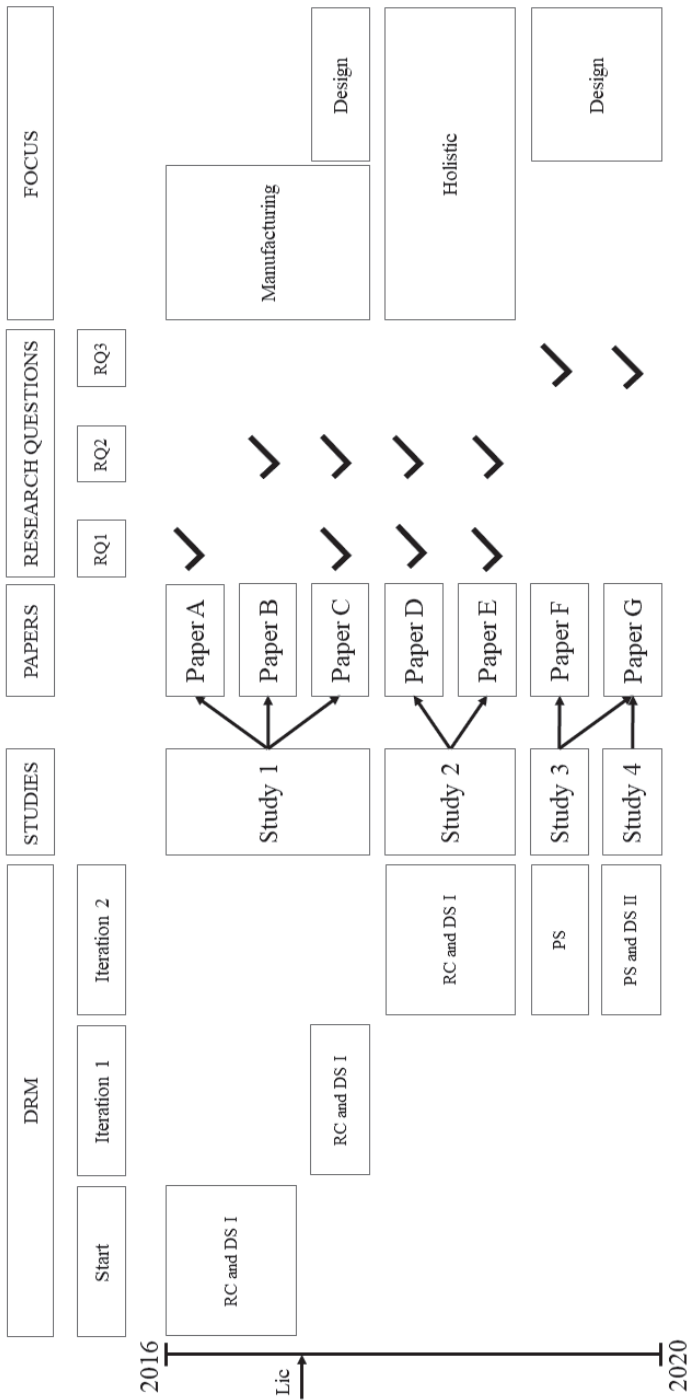 DRM
STUDIES
PAPERS
RESEARCH QUESTIONS
FOCUS
Start
Iteration 1
Iteration 2
RQ1
RQ2
RQ3
2016
Lic
2020
RC and DS I
RC and DS I
RC and DS I
PS
PS and DS II
Study 1
Study 2
Study 3
Study 4
Paper A
Paper B
Paper C
Paper D
Paper E
Paper F
Paper G
Manufacturing
Design
Holistic
Design